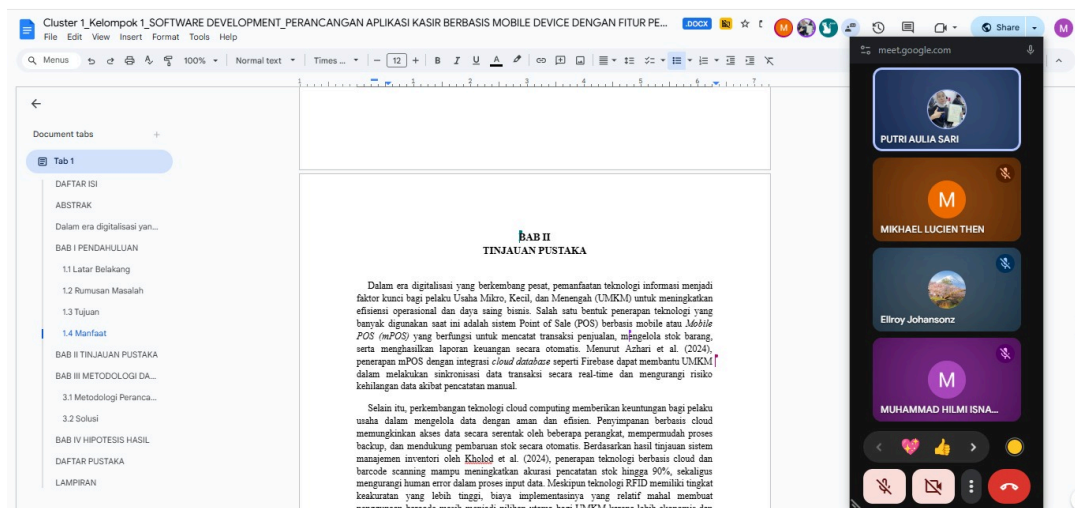 Cluster 1_Kelompok 1_SOFTWARE DEVELOPMENT_PERANCANGAN APLIKASI KASIR BERBASIS MOBILE DEVICE DENGAN FITUR PE...
.DOCX
Share
M
File Edit View Insert Format Tools Help
Menus
100%
Normal text
Times ...
12
B I U A
meet.google.com
Document tabs
Tab 1
DAFTAR ISI
ABSTRAK
Dalam era digitalisasi yan...
BAB I PENDAHULUAN
1.1 Latar Belakang
1.2 Rumusan Masalah
1.3 Tujuan
1.4 Manfaat
BAB II TINJAUAN PUSTAKA
BAB III METODOLOGI DA...
3.1 Metodologi Peranca...
3.2 Solusi
BAB IV HIPOTESIS HASIL
DAFTAR PUSTAKA
LAMPIRAN
BAB II
TINJAUAN PUSTAKA
Dalam era digitalisasi yang berkembang pesat, pemanfaatan teknologi informasi menjadi
faktor kunci bagi pelaku Usaha Mikro, Kecil, dan Menengah (UMKM) untuk meningkatkan
efisiensi operasional dan daya saing bisnis. Salah satu bentuk penerapan teknologi yang
banyak digunakan saat ini adalah sistem Point of Sale (POS) berbasis mobile atau Mobile
POS (mPOS) yang berfungsi untuk mencatat transaksi penjualan, mengelola stok barang,
serta menghasilkan laporan keuangan secara otomatis. Menurut Azhari et al. (2024),
penerapan mPOS dengan integrasi cloud database seperti Firebase dapat membantu UMKM
dalam melakukan sinkronisasi data transaksi secara real-time dan mengurangi risiko
kehilangan data akibat pencatatan manual.
Selain itu, perkembangan teknologi cloud computing memberikan keuntungan bagi pelaku
usaha dalam mengelola data dengan aman dan efisien. Penyimpanan berbasis cloud
memungkinkan akses data secara serentak oleh beberapa perangkat, mempermudah proses
backup, dan mendukung pembaruan stok secara otomatis. Berdasarkan hasil tinjauan sistem
manajemen inventori oleh Kholod et al. (2024), penerapan teknologi berbasis cloud dan
barcode scanning mampu meningkatkan akurasi pencatatan stok hingga 90%, sekaligus
mengurangi human error dalam proses input data. Meskipun teknologi RFID memiliki tingkat
keakuratan yang lebih tinggi, biaya implementasinya yang relatif mahal membuat
penggunaan barcode masih menjadi pilihan utama bagi UMKM karena lebih ekonomis dan
PUTRI AULIA SARI
M
MIKHAEL LUCIEN THEN
Ellroy Johansonz
M
MUHAMMAD HILMI ISNA...